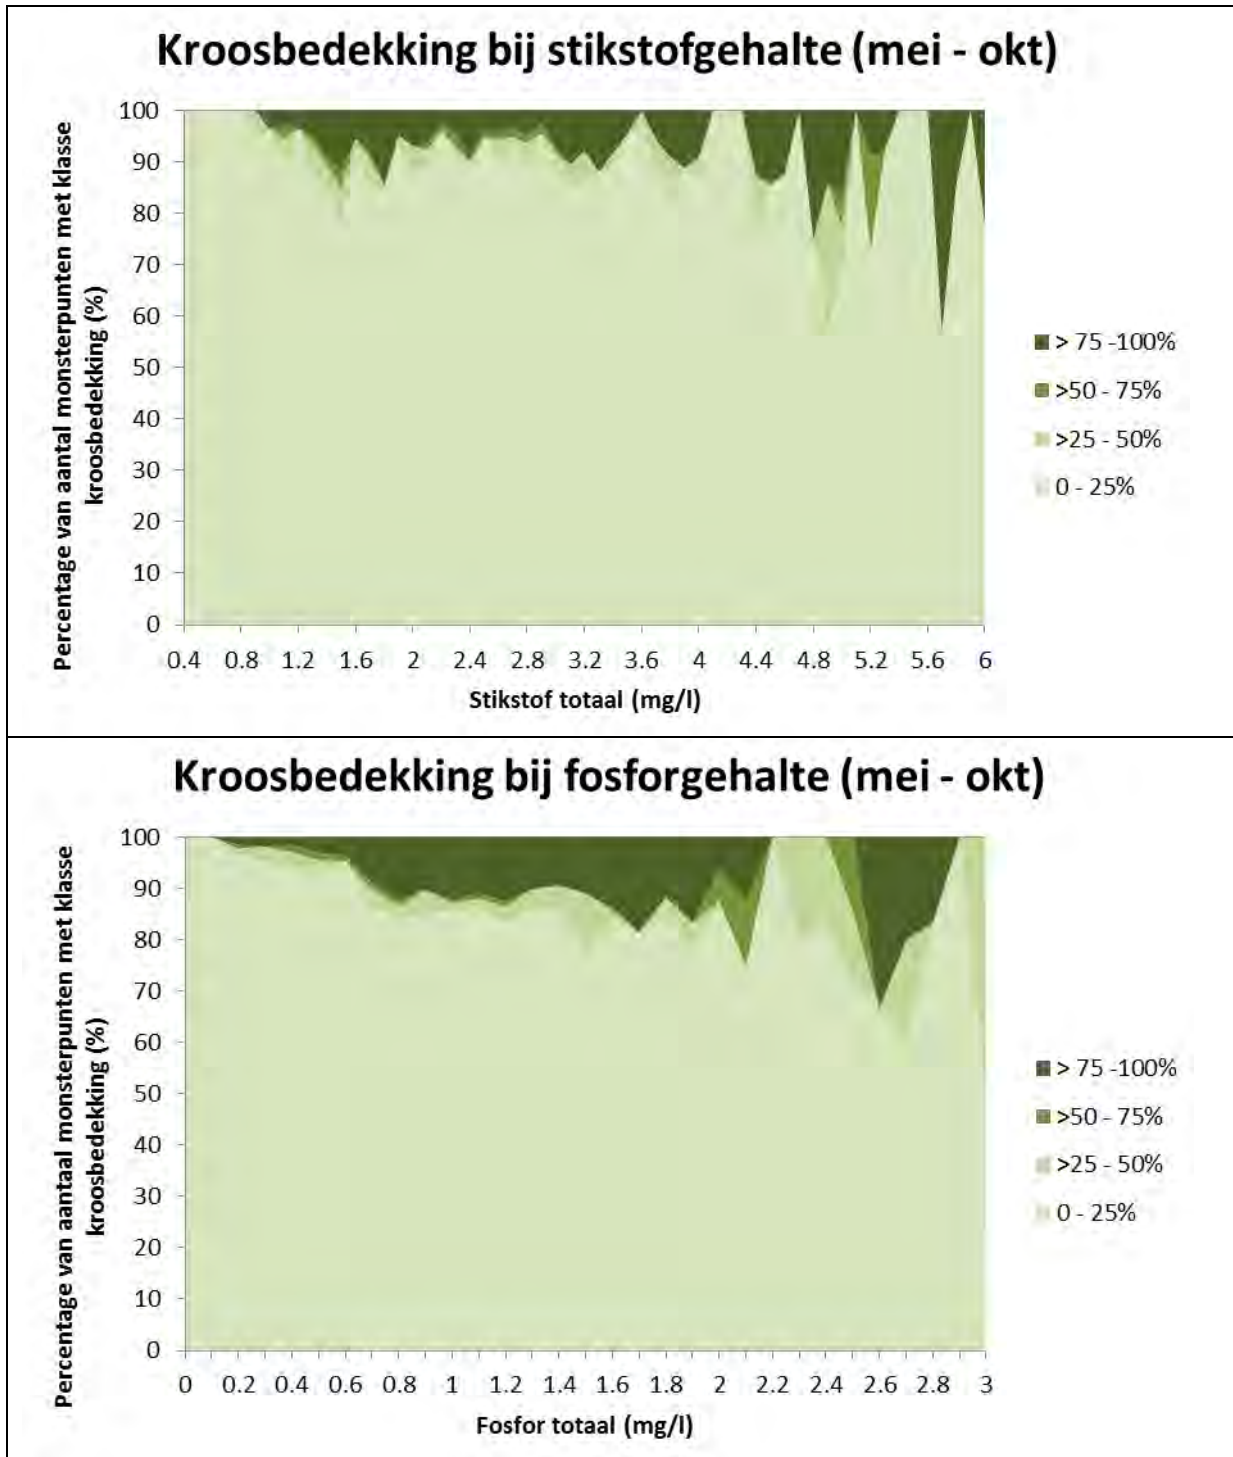 Kroosbedekking bij stikstofgehalte (mei - okt)
Percentage van aantal monsterpunten met klasse
kroosbedekking (%)
100
90
80
70
60
50
40
30
20
10
0
0.4 0.8 1.2 1.6 2 2.4 2.8 3.2 3.6 4 4.4 4.8 5.2 5.6 6
Stikstof totaal (mg/l)
> 75 -100%
>50 - 75%
>25 - 50%
0 - 25%
Kroosbedekking bij fosforgehalte (mei - okt)
Percentage van aantaal monsterpunten met klasse
kroosbedekking (%)
100
90
80
70
60
50
40
30
20
10
0
0 0.2 0.4 0.6 0.8 1 1.2 1.4 1.6 1.8 2 2.2 2.4 2.6 2.8 3
Fosfor totaal (mg/l)
> 75 -100%
>50 - 75%
>25 - 50%
0 - 25%